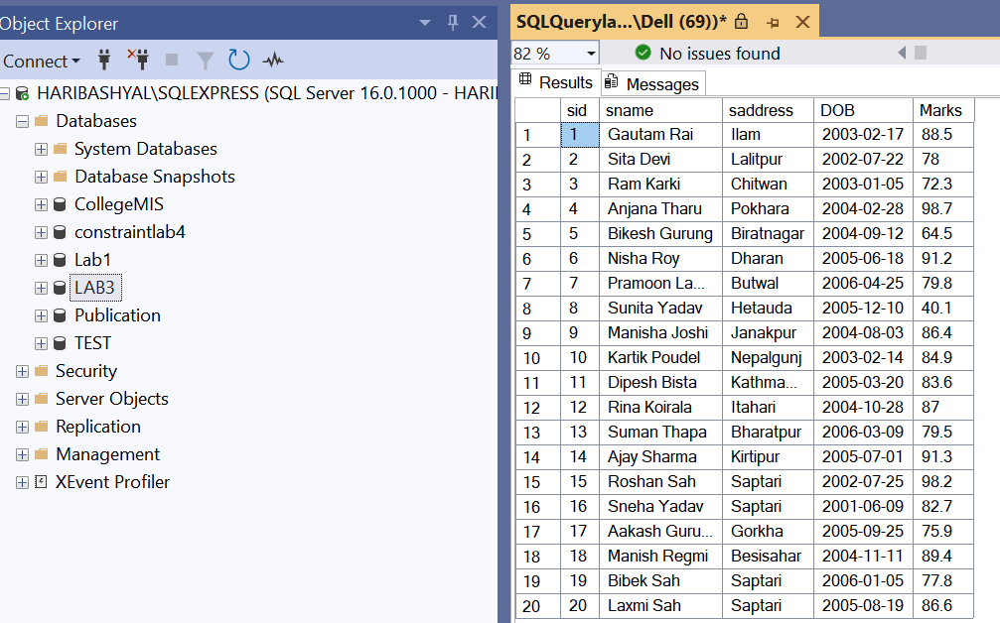 Object Explorer
Connect
HARIBASHYAL\SQLEXPRESS (SQL Server 16.0.1000 - HARI
Databases
System Databases
Database Snapshots
CollegeMIS
constraintlab4
Lab1
LAB3
Publication
TEST
Security
Server Objects
Replication
Management
XEvent Profiler
SQLQueryla...\Dell (69))*
82 %
No issues found
Results Messages
sid sname saddress DOB Marks
1 1 Gautam Rai Ilam 2003-02-17 88.5
2 2 Sita Devi Lalitpur 2002-07-22 78
3 3 Ram Karki Chitwan 2003-01-05 72.3
4 4 Anjana Tharu Pokhara 2004-02-28 98.7
5 5 Bikesh Gurung Biratnagar 2004-09-12 64.5
6 6 Nisha Roy Dharan 2005-06-18 91.2
7 7 Pramoon La... Butwal 2006-04-25 79.8
8 8 Sunita Yadav Hetauda 2005-12-10 40.1
9 9 Manisha Joshi Janakpur 2004-08-03 86.4
10 10 Kartik Poudel Nepalgunj 2003-02-14 84.9
11 11 Dipesh Bista Kathma... 2005-03-20 83.6
12 12 Rina Koirala Itahari 2004-10-28 87
13 13 Suman Thapa Bharatpur 2006-03-09 79.5
14 14 Ajay Sharma Kirtipur 2005-07-01 91.3
15 15 Roshan Sah Saptari 2002-07-25 98.2
16 16 Sneha Yadav Saptari 2001-06-09 82.7
17 17 Aakash Guru... Gorkha 2005-09-25 75.9
18 18 Manish Regmi Besisahar 2004-11-11 89.4
19 19 Bibek Sah Saptari 2006-01-05 77.8
20 20 Laxmi Sah Saptari 2005-08-19 86.6